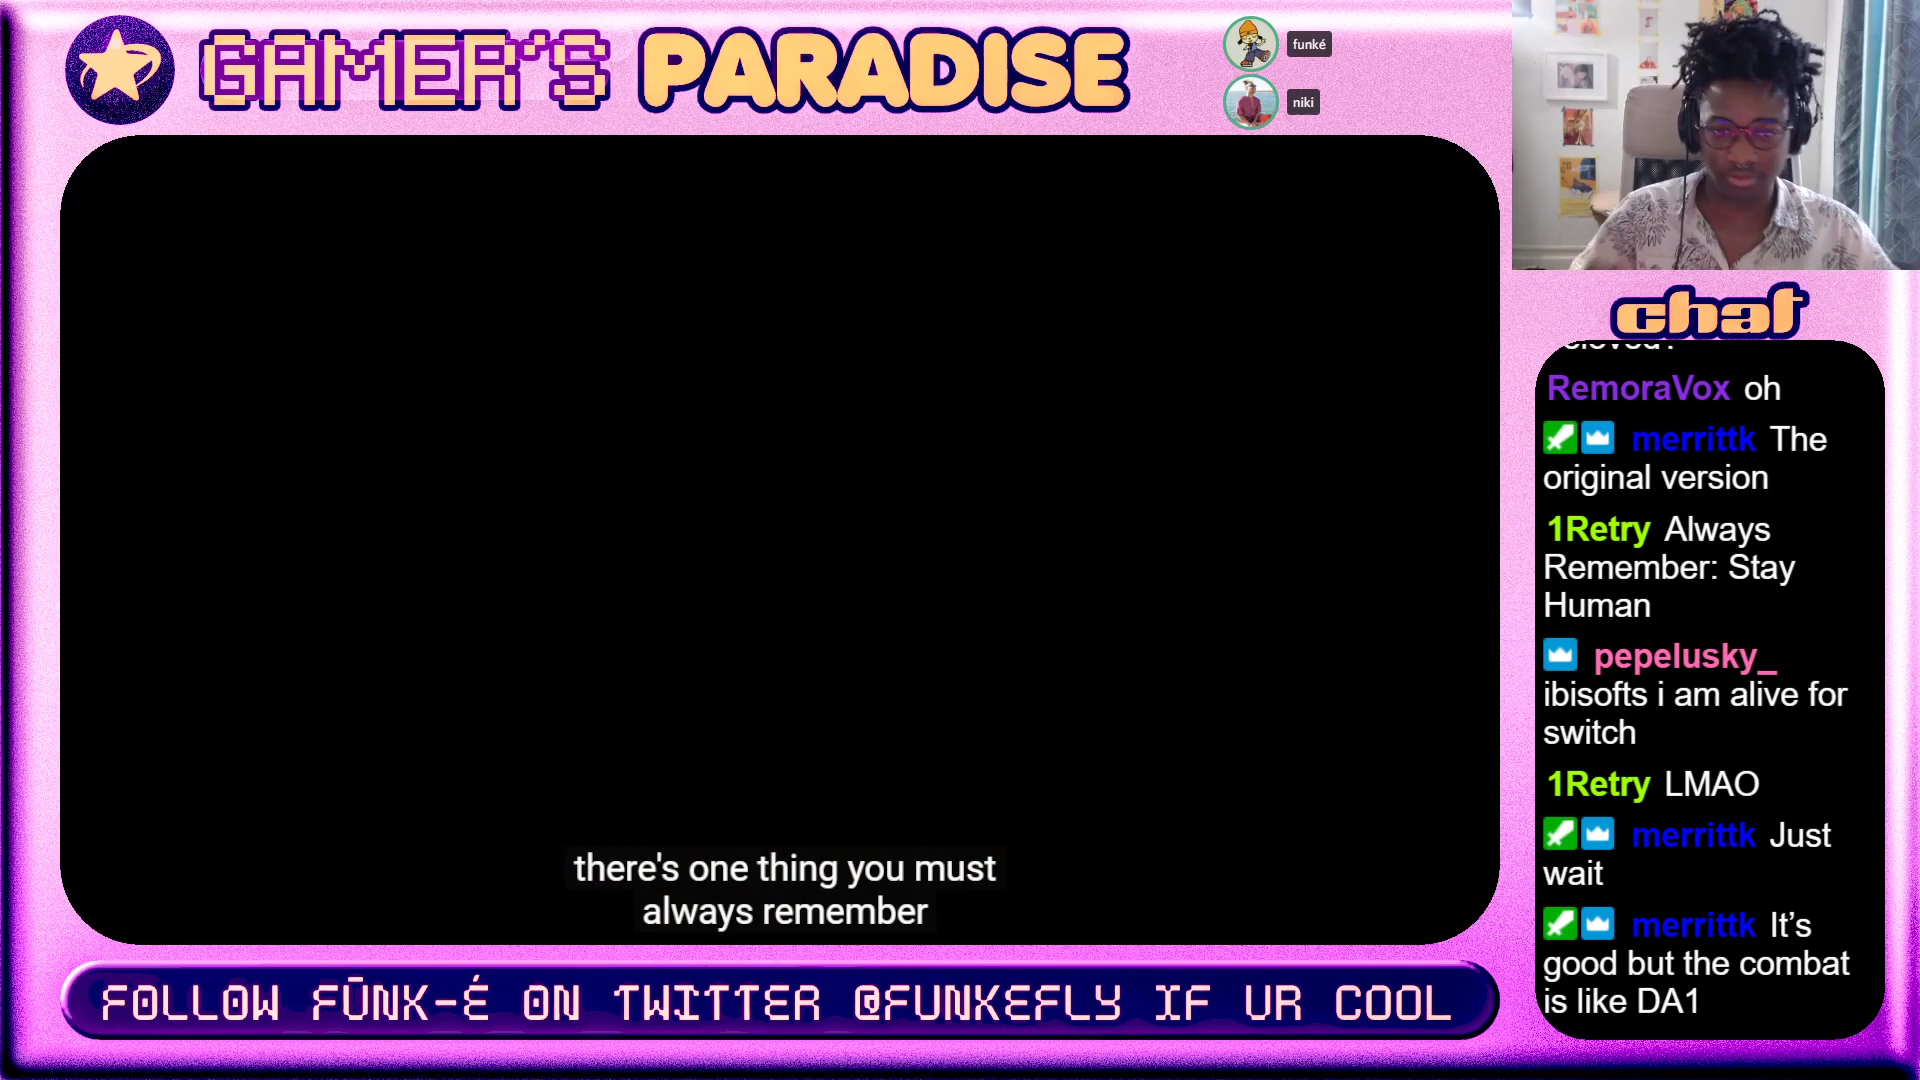 GAMER'S PARADISE
funké
niki
chat
RemoraVox oh
merrittk The
original version
1Retry Always
Remember: Stay
Human
pepelusky_
ibisofts i am alive for
switch
1Retry LMAO
merrittk Just
wait
merrittk It’s
good but the combat
is like DA1
there's one thing you must
always remember
FOLLOW FŪNK-É ON TWITTER @FUNKEFLY IF UR COOL